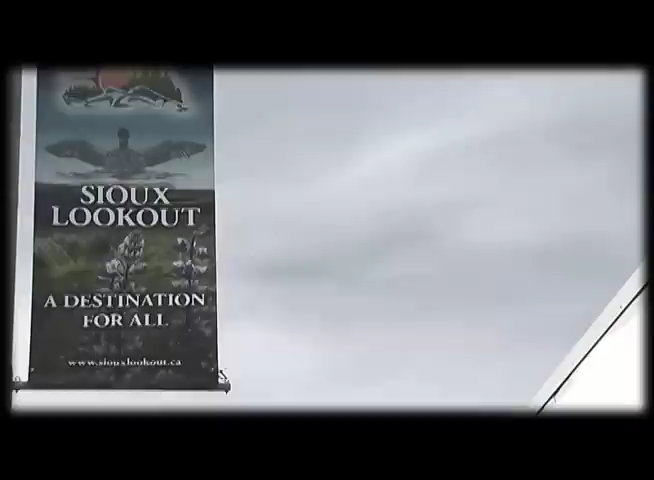 SIOUX
LOOKOUT
A DESTINATION
FOR ALL
www.siouxlookout.ca